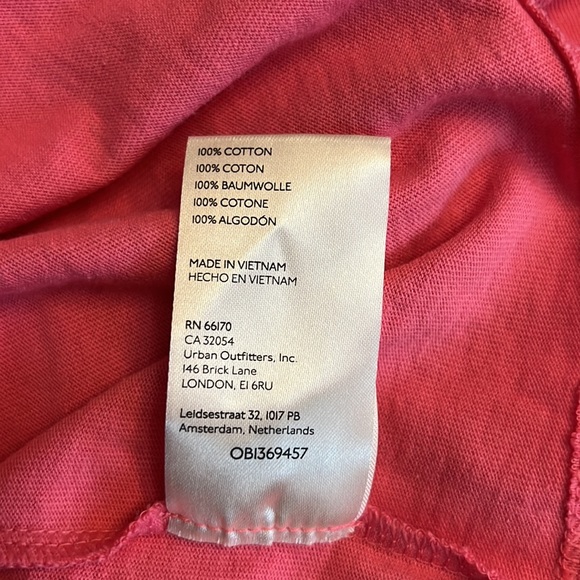 100% COTTON
100% COTON
100% BAUMWOLLE
100% COTONE
100% ALGODÓN
MADE IN VIETNAM
HECHO EN VIETNAM
RN 66170
CA 32054
Urban Outfitters, Inc.
146 Brick Lane
LONDON, E1 6RU
Leidsestraat 32, 1017 PB
Amsterdam, Netherlands
OB1369457